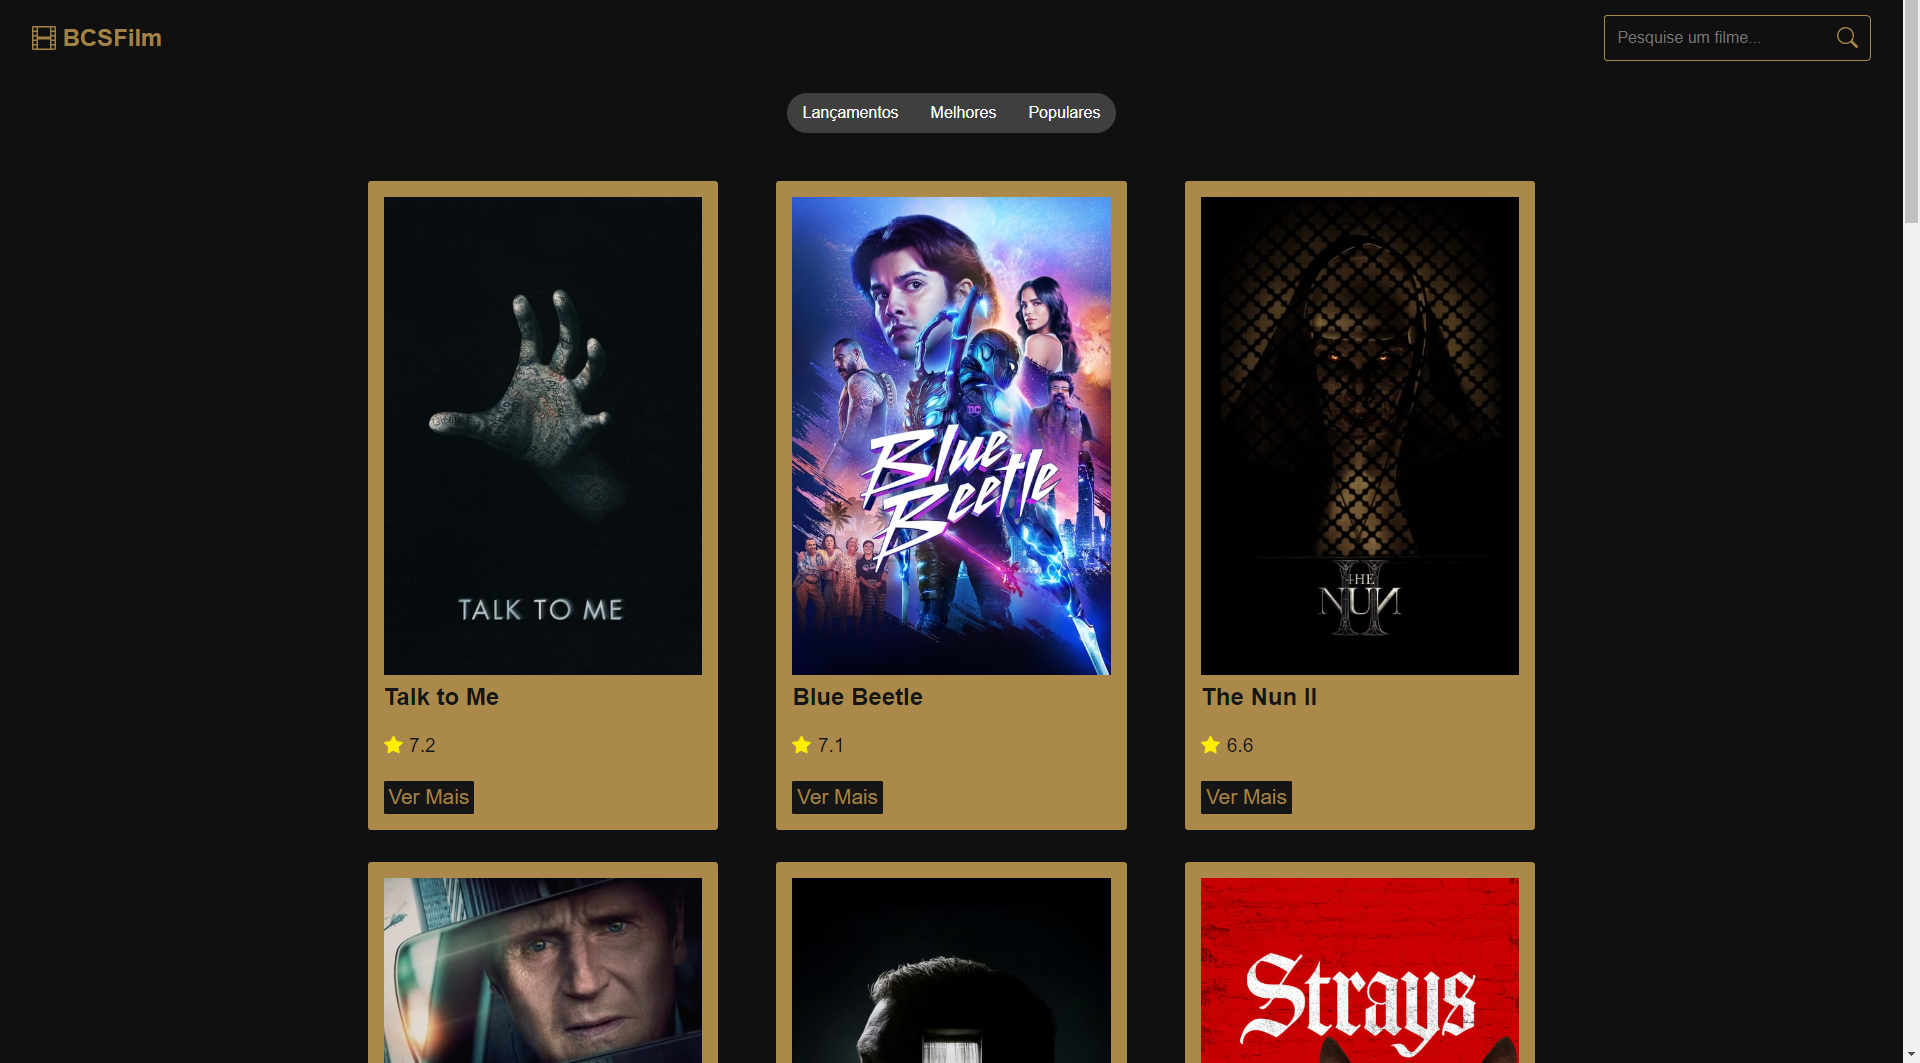 BCSFilm
Pesquise um filme...
Lançamentos Melhores Populares
TALK TO ME
DC
Blue
Beetle
THE
NUN
II
Talk to Me
Blue Beetle
The Nun II
7.2
7.1
6.6
Ver Mais
Ver Mais
Ver Mais
Strays